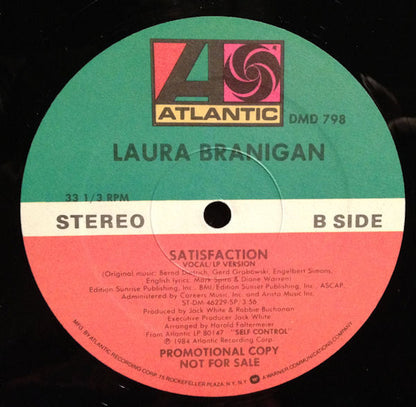 ATLANTIC
DMD 798
LAURA BRANIGAN
33 1/3 RPM
STEREO
B SIDE
SATISFACTION
VOCAL/LP VERSION
(Original music: Bernd Dietrich, Gerd Grabowski, Engelbert Simons,
English lyrics: Mark Spiro & Diane Warren)
Edition Sunrise Publishing, Inc., BMI/Edition Sunset Publishing, Inc., ASCAP,
Administered by Careers Music Inc. and Arista Music Inc.
ST-DM-46229-SP; 3:56
Produced by Jack White & Robbie Buchanan
Executive Producer Jack White
Arranged by Harold Faltermeier
From Atlantic LP 80147 "SELF CONTROL"
℗ 1984 Atlantic Recording Corp.
PROMOTIONAL COPY
NOT FOR SALE
MFG. BY ATLANTIC RECORDING CORP. 75 ROCKEFELLER PLAZA, N.Y., N.Y. A WARNER COMMUNICATIONS COMPANY